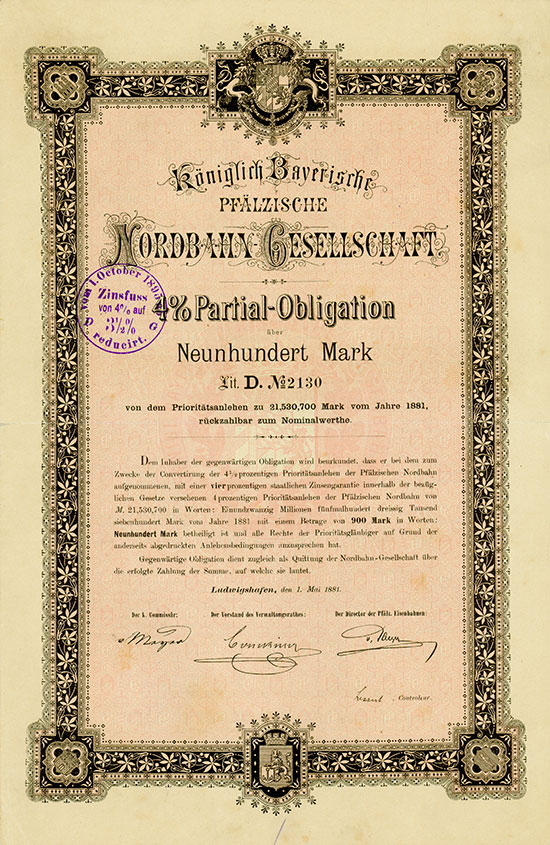 Königlich Bayerische
PFÄLZISCHE
NORDBAHN-GESELLSCHAFT
vom 1. October 1895
Zinsfuss
von 4% auf
3½%
reducirt.
4% Partial-Obligation
über
Neunhundert Mark
Lit. D. No 2130
von dem Prioritätsanlehen zu 21,530,700 Mark vom Jahre 1881,
rückzahlbar zum Nominalwerthe.
Dem Inhaber der gegenwärtigen Obligation wird beurkundet, dass er bei dem zum
Zwecke der Convertirung der 4½prozentigen Prioritätsanlehen der Pfälzischen Nordbahn
aufgenommenen, mit einer vierprozentigen staatlichen Zinsengarantie innerhalb der bezüg-
lichen Gesetze versehenen 4prozentigen Prioritätsanlehen der Pfälzischen Nordbahn von
M. 21,530,700 in Worten: Einundzwanzig Millionen fünfmalhundert dreissig Tausend
siebenhundert Mark vom Jahre 1881 mit einem Betrage von 900 Mark in Worten:
Neunhundert Mark betheiligt ist und alle Rechte der Prioritätsgläubiger auf Grund der
anderseits abgedruckten Anlehensbedingungen anzusprechen hat.
Gegenwärtige Obligation dient zugleich als Quittung der Nordbahn-Gesellschaft über
die erfolgte Zahlung der Summe, auf welche sie lautet.
Ludwigshafen, den 1. Mai 1881.
Der k. Commissär: Der Vorstand des Verwaltungsrathes: Der Director der Pfälz. Eisenbahnen:
Controleur.